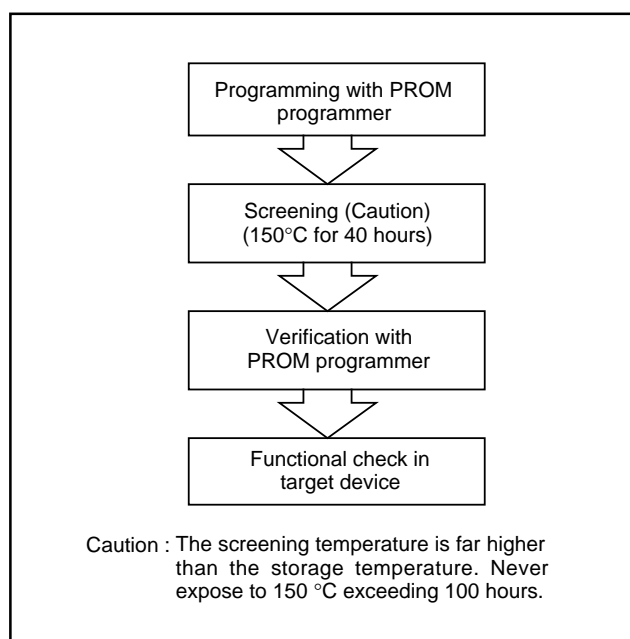 Programming with PROM
programmer
Screening (Caution)
(150°C for 40 hours)
Verification with
PROM programmer
Functional check in
target device
Caution : The screening temperature is far higher
than the storage temperature. Never
expose to 150 °C exceeding 100 hours.